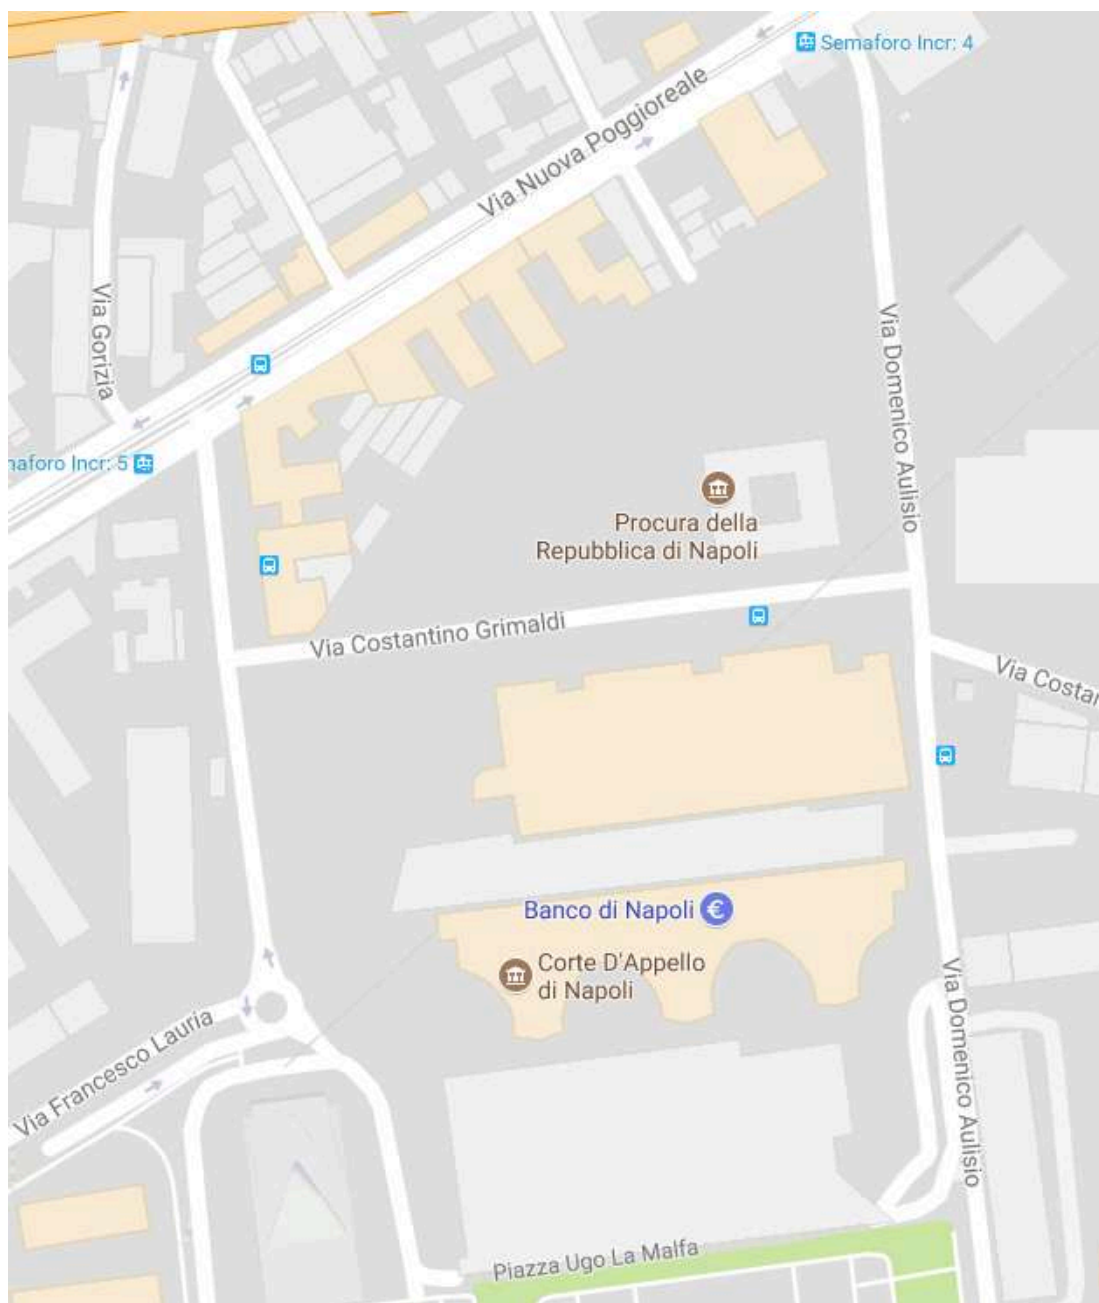 Semaforo Incr: 4
Via Nuova Poggioreale
Via Gorizia
Via Domenico Aulisio
naforo Incr: 5
Procura della
Repubblica di Napoli
Via Costantino Grimaldi
Via Costan
Banco di Napoli
Corte D'Appello
di Napoli
Via Francesco Lauria
Via Domenico Aulisio
Piazza Ugo La Malfa